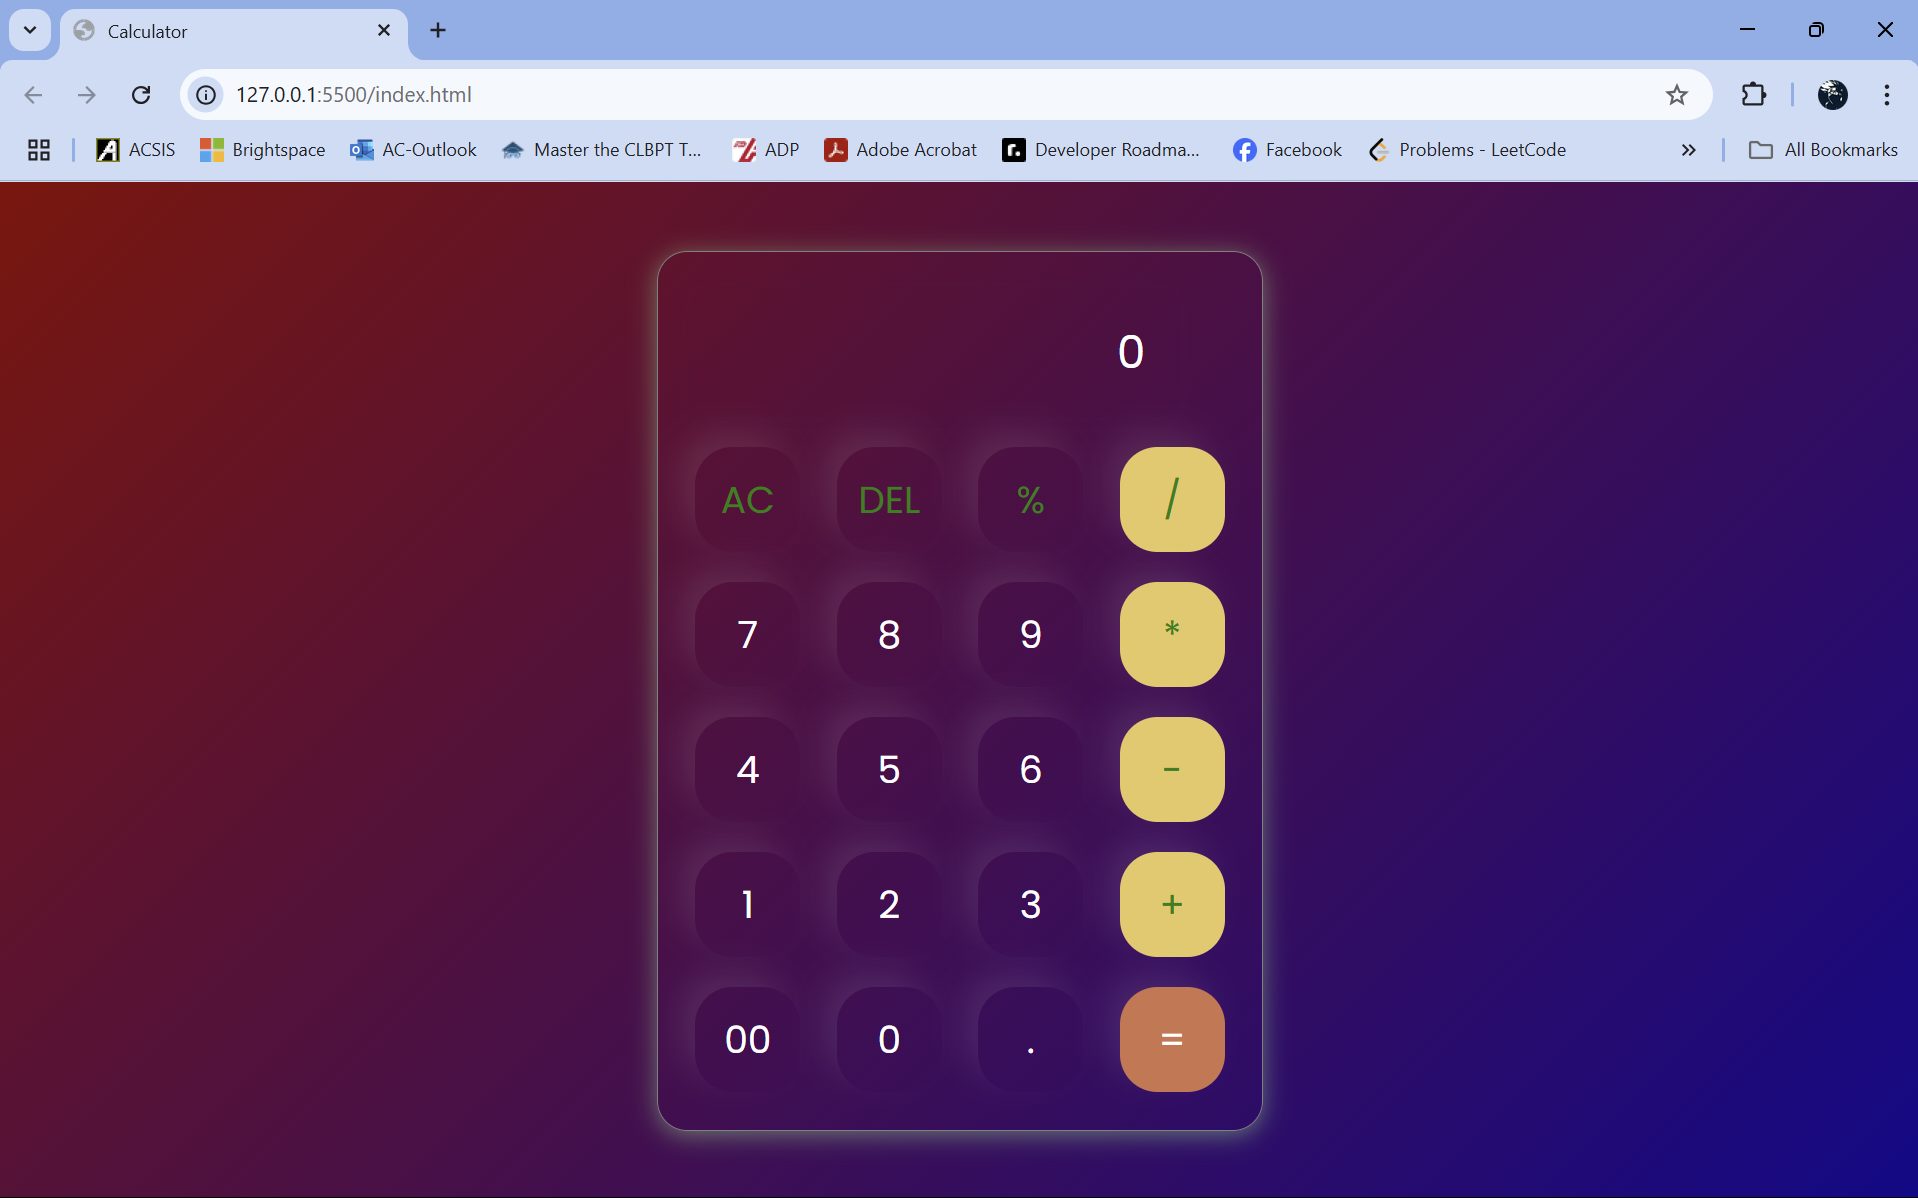 Calculator
127.0.0.1:5500/index.html
ACSIS Brightspace AC-Outlook Master the CLBPT T... ADP Adobe Acrobat Developer Roadma... Facebook Problems - LeetCode » All Bookmarks
0
AC DEL % /
7 8 9 *
4 5 6 -
1 2 3 +
00 0 . =